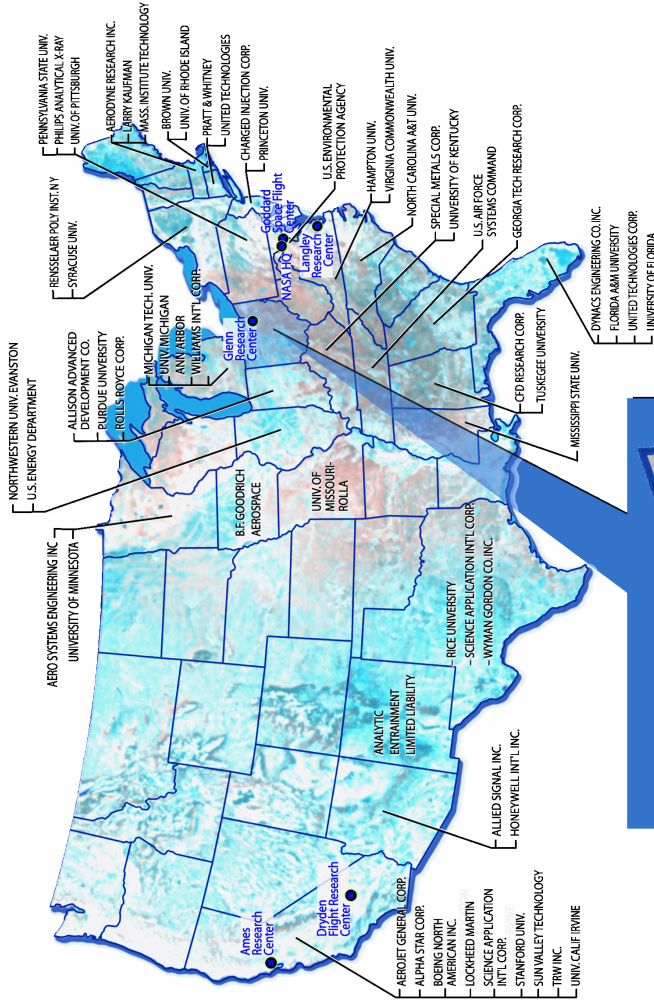 PENNSYLVANIA STATE UNIV.
PHILIPS ANALYTICAL X-RAY
UNIV. OF PITTSBURGH
AERODYNE RESEARCH INC.
LARRY KAUFMAN
MASS. INSTITUTE TECHNOLOGY
BROWN UNIV.
UNIV. OF RHODE ISLAND
PRATT & WHITNEY
UNITED TECHNOLOGIES
CHARGED INJECTION CORP.
PRINCETON UNIV.
U.S. ENVIRONMENTAL
PROTECTION AGENCY
HAMPTON UNIV.
VIRGINIA COMMONWEALTH UNIV.
NORTH CAROLINA A&T UNIV.
SPECIAL METALS CORP.
UNIVERSITY OF KENTUCKY
U.S. AIR FORCE
SYSTEMS COMMAND
GEORGIA TECH RESEARCH CORP.
DYNACS ENGINEERING CO. INC.
FLORIDA A&M UNIVERSITY
UNITED TECHNOLOGIES CORP.
UNIVERSITY OF FLORIDA
RENSSELAER POLY INST. NY
SYRACUSE UNIV.
Goddard
Space Flight
Center
NASA HQ
Langley
Research
Center
MICHIGAN TECH. UNIV.
UNIV. MICHIGAN
ANN ARBOR
WILLIAMS INT'L. CORP.
Glenn
Research
Center
ALLISON ADVANCED
DEVELOPMENT CO.
PURDUE UNIVERSITY
ROLLS ROYCE CORP.
CFD RESEARCH CORP.
TUSKEGEE UNIVERSITY
MISSISSIPPI STATE UNIV.
NORTHWESTERN UNIV. EVANSTON
U.S. ENERGY DEPARTMENT
AERO SYSTEMS ENGINEERING INC
UNIVERSITY OF MINNESOTA
B.F. GOODRICH
AEROSPACE
UNIV. OF
MISSOURI-
ROLLA
RICE UNIVERSITY
SCIENCE APPLICATION INT'L CORP.
WYMAN GORDON CO. INC.
ANALYTIC
ENTRAINMENT
LIMITED LIABILITY
ALLIED SIGNAL INC.
HONEYWELL INT'L INC.
Ames
Research
Center
Dryden
Flight Research
Center
AEROJET GENERAL CORP.
ALPHA STAR CORP.
BOEING NORTH
AMERICAN INC.
LOCKHEED MARTIN
SCIENCE APPLICATION
INT'L CORP.
STANFORD UNIV.
SUN VALLEY TECHNOLOGY
TRW INC.
UNIV. CALIF IRVINE